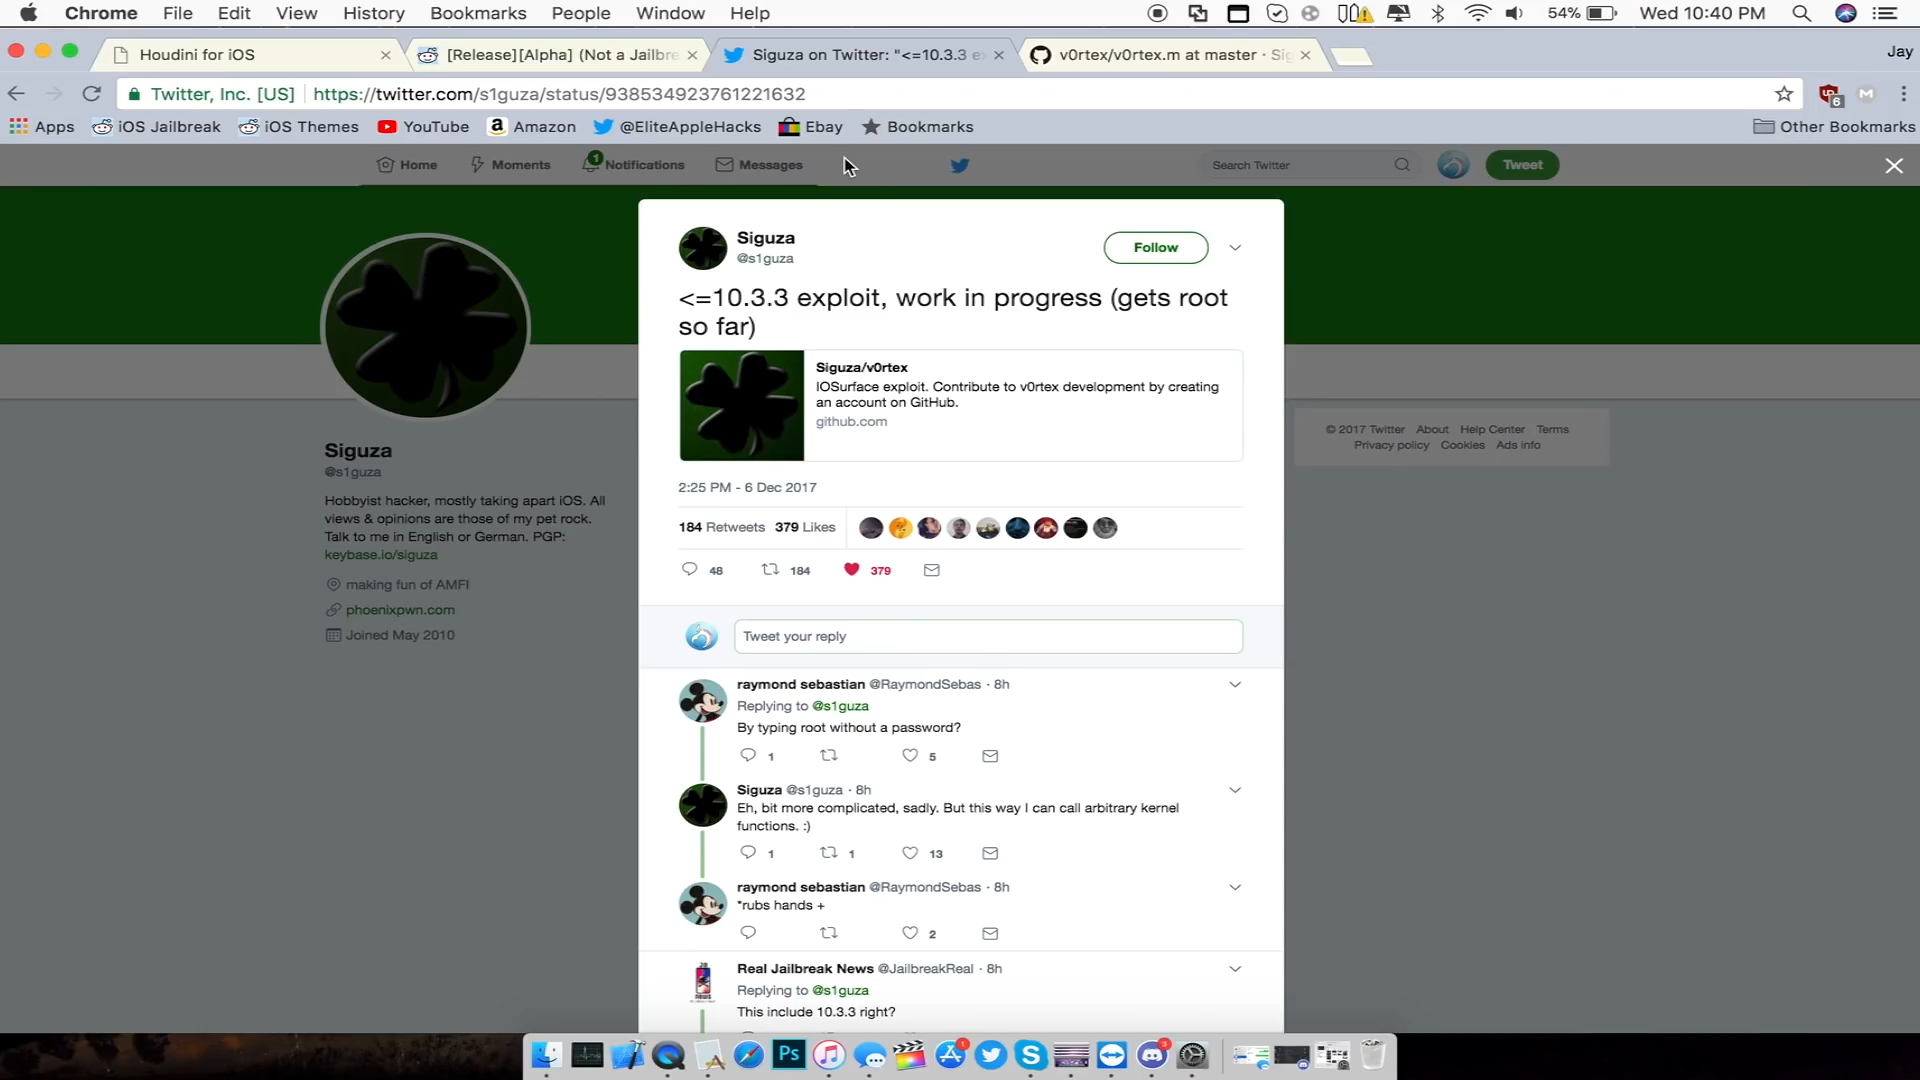 Chrome File Edit View History Bookmarks People Window Help 54% Wed 10:40 PM
Houdini for iOS [Release][Alpha] (Not a Jailbre Siguza on Twitter: "<=10.3.3 e v0rtex/v0rtex.m at master · Sig Jay
Twitter, Inc. [US] https://twitter.com/s1guza/status/938534923761221632 6
Apps iOS Jailbreak iOS Themes YouTube Amazon @EliteAppleHacks Ebay Bookmarks Other Bookmarks
Home Moments 1 Notifications Messages Search Twitter Tweet
Siguza
@s1guza
Follow
<=10.3.3 exploit, work in progress (gets root
so far)
Siguza/v0rtex
IOSurface exploit. Contribute to v0rtex development by creating
an account on GitHub.
github.com
2:25 PM - 6 Dec 2017
184 Retweets 379 Likes
48 184 379
Tweet your reply
raymond sebastian @RaymondSebas · 8h
Replying to @s1guza
By typing root without a password?
1 5
Siguza @s1guza · 8h
Eh, bit more complicated, sadly. But this way I can call arbitrary kernel
functions. :)
1 1 13
raymond sebastian @RaymondSebas · 8h
*rubs hands +
2
Real Jailbreak News @JailbreakReal · 8h
Replying to @s1guza
This include 10.3.3 right?
Siguza
@s1guza
Hobbyist hacker, mostly taking apart iOS. All
views & opinions are those of my pet rock.
Talk to me in English or German. PGP:
keybase.io/siguza
making fun of AMFI
phoenixpwn.com
Joined May 2010
© 2017 Twitter About Help Center Terms
Privacy policy Cookies Ads info
Ps 1 3